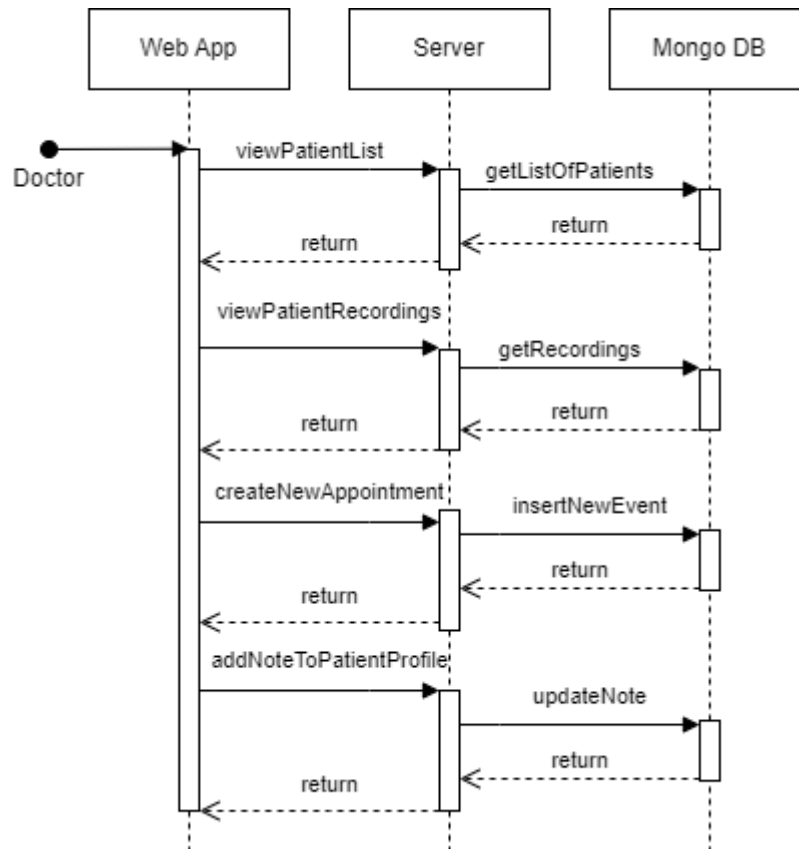 Web App
Server
Mongo DB
Doctor
viewPatientList
getListOfPatients
return
return
viewPatientRecordings
getRecordings
return
return
createNewAppointment
insertNewEvent
return
return
addNoteToPatientProfile
updateNote
return
return